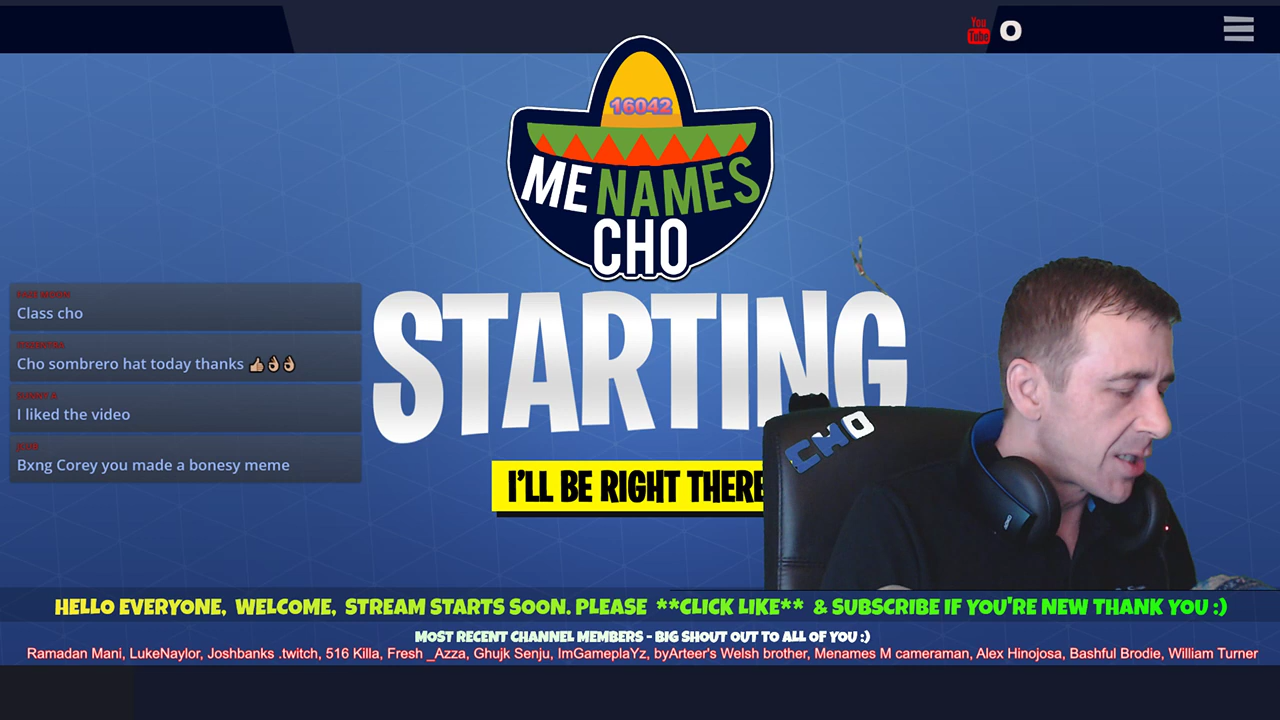 You
Tube
0
16042
ME NAMES
CHO
Class cho
Cho sombrero hat today thanks 👍🏼👌🏼👌🏼
I liked the video
Bxng Corey you made a bonesy meme
STARTING
I'LL BE RIGHT THERE
CHO
HELLO EVERYONE, WELCOME, STREAM STARTS SOON. PLEASE **CLICK LIKE** & SUBSCRIBE IF YOU'RE NEW THANK YOU :)
MOST RECENT CHANNEL MEMBERS - BIG SHOUT OUT TO ALL OF YOU :)
Ramadan Mani, LukeNaylor, Joshbanks .twitch, 516 Killa, Fresh _Azza, Ghujk Senju, ImGameplaYz, byArteer's Welsh brother, Menames M cameraman, Alex Hinojosa, Bashful Brodie, William Turner